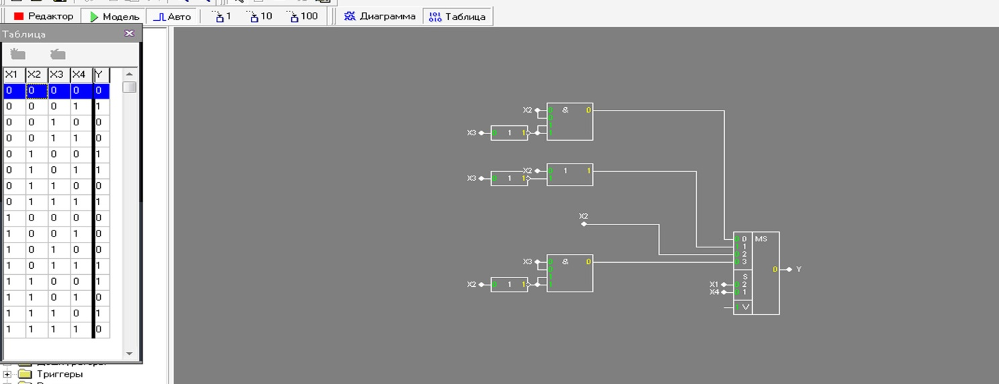 Редактор Модель Авто 1 10 100 Диаграмма Таблица
Таблица
X1 X2 X3 X4 Y
0 0 0 0 0
0 0 0 1 1
0 0 1 0 0
0 0 1 1 0
0 1 0 0 0
0 1 0 1 1
0 1 1 0 0
0 1 1 1 1
1 0 0 0 0
1 0 0 1 0
1 0 1 0 0
1 0 1 1 1
1 1 0 0 1
1 1 0 1 0
1 1 1 0 1
1 1 1 1 0
Триггеры
X2 0 & 0
0
1
X3 0 1 1 1
X2 0 1 1
X3 0 1 1 1
X2
0 0 MS
1 1
0 2
X3 0 & 0 0 3
0
1
X2 0 1 1 1
0 Y
S
X1 0 2
X4 0 1
1 V